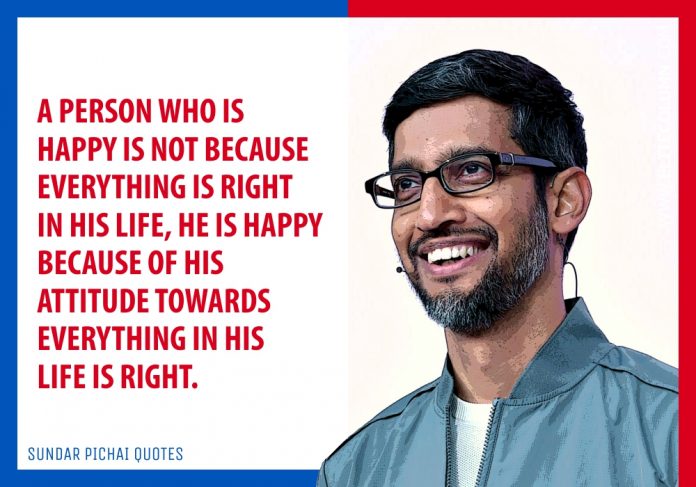 A PERSON WHO IS
HAPPY IS NOT BECAUSE
EVERYTHING IS RIGHT
IN HIS LIFE, HE IS HAPPY
BECAUSE OF HIS
ATTITUDE TOWARDS
EVERYTHING IN HIS
LIFE IS RIGHT.
SUNDAR PICHAI QUOTES